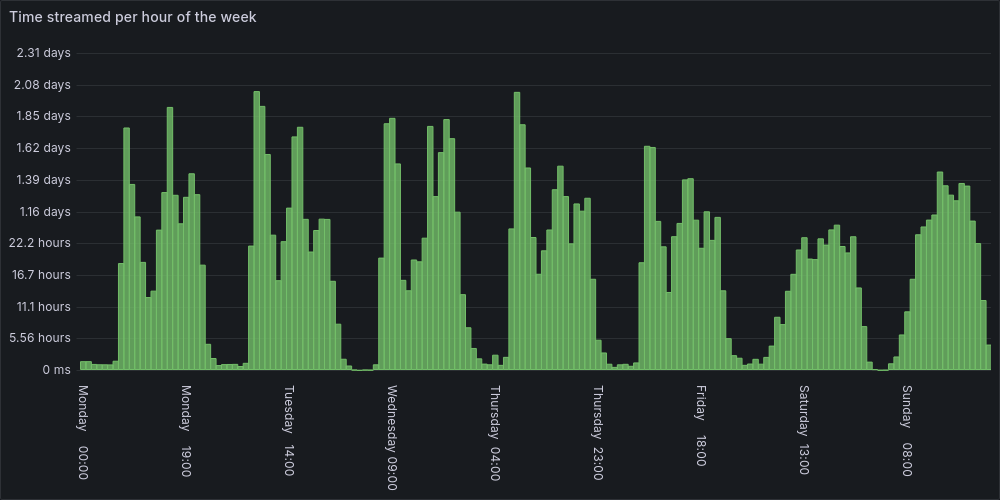 Time streamed per hour of the week
2.31 days
2.08 days
1.85 days
1.62 days
1.39 days
1.16 days
22.2 hours
16.7 hours
11.1 hours
5.56 hours
0 ms
Monday 00:00
Monday 19:00
Tuesday 14:00
Wednesday 09:00
Thursday 04:00
Thursday 23:00
Friday 18:00
Saturday 13:00
Sunday 08:00